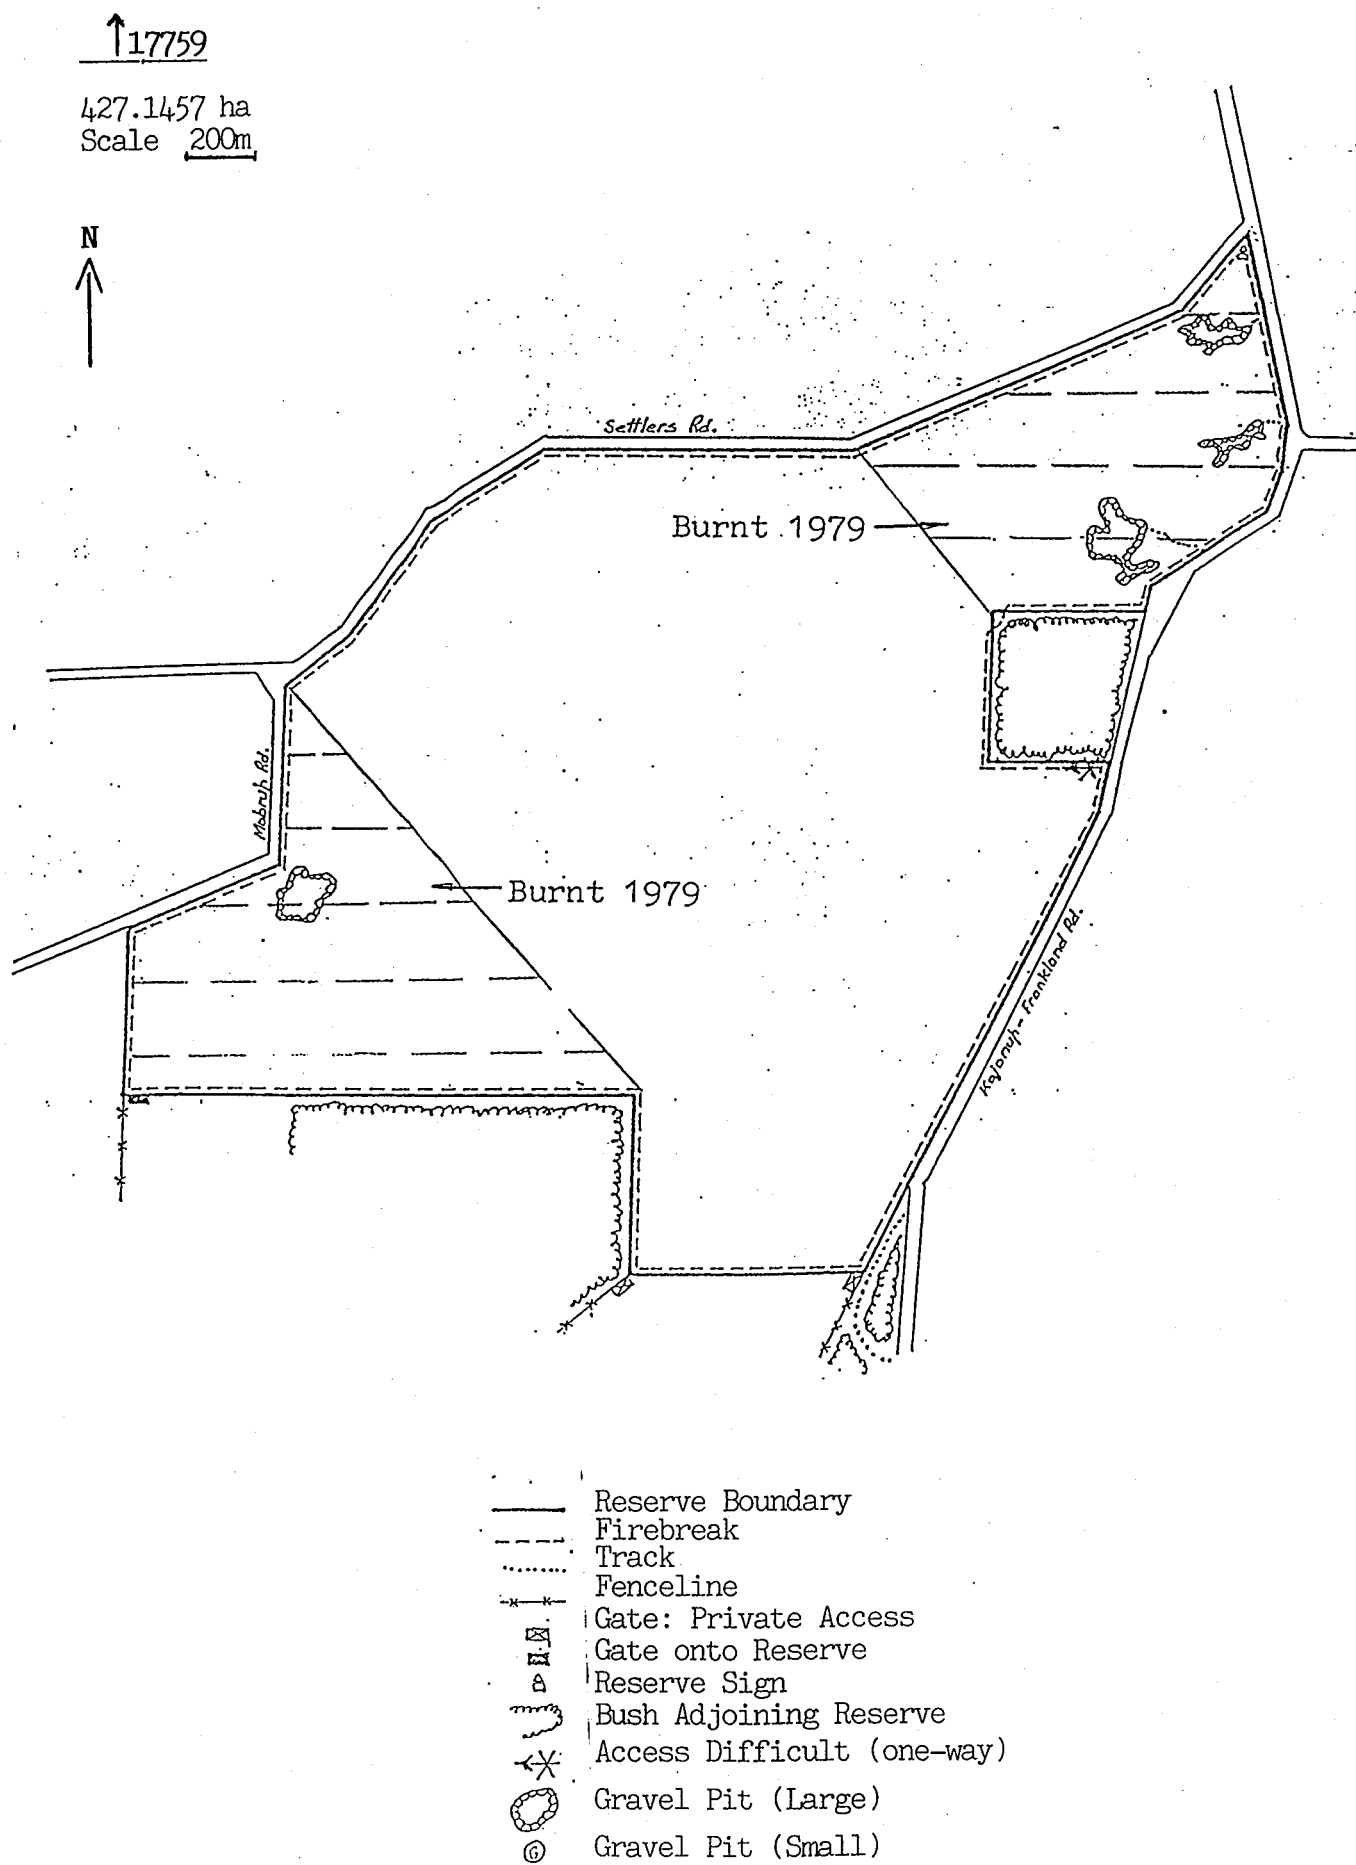 ↑17759
427.1457 ha
Scale 200m
N
Settlers Rd.
Burnt 1979
Mobrup Rd.
Burnt 1979
Kojonup-Frankland Rd.
Reserve Boundary
Firebreak
Track
Fenceline
Gate: Private Access
Gate onto Reserve
Reserve Sign
Bush Adjoining Reserve
Access Difficult (one-way)
Gravel Pit (Large)
G Gravel Pit (Small)